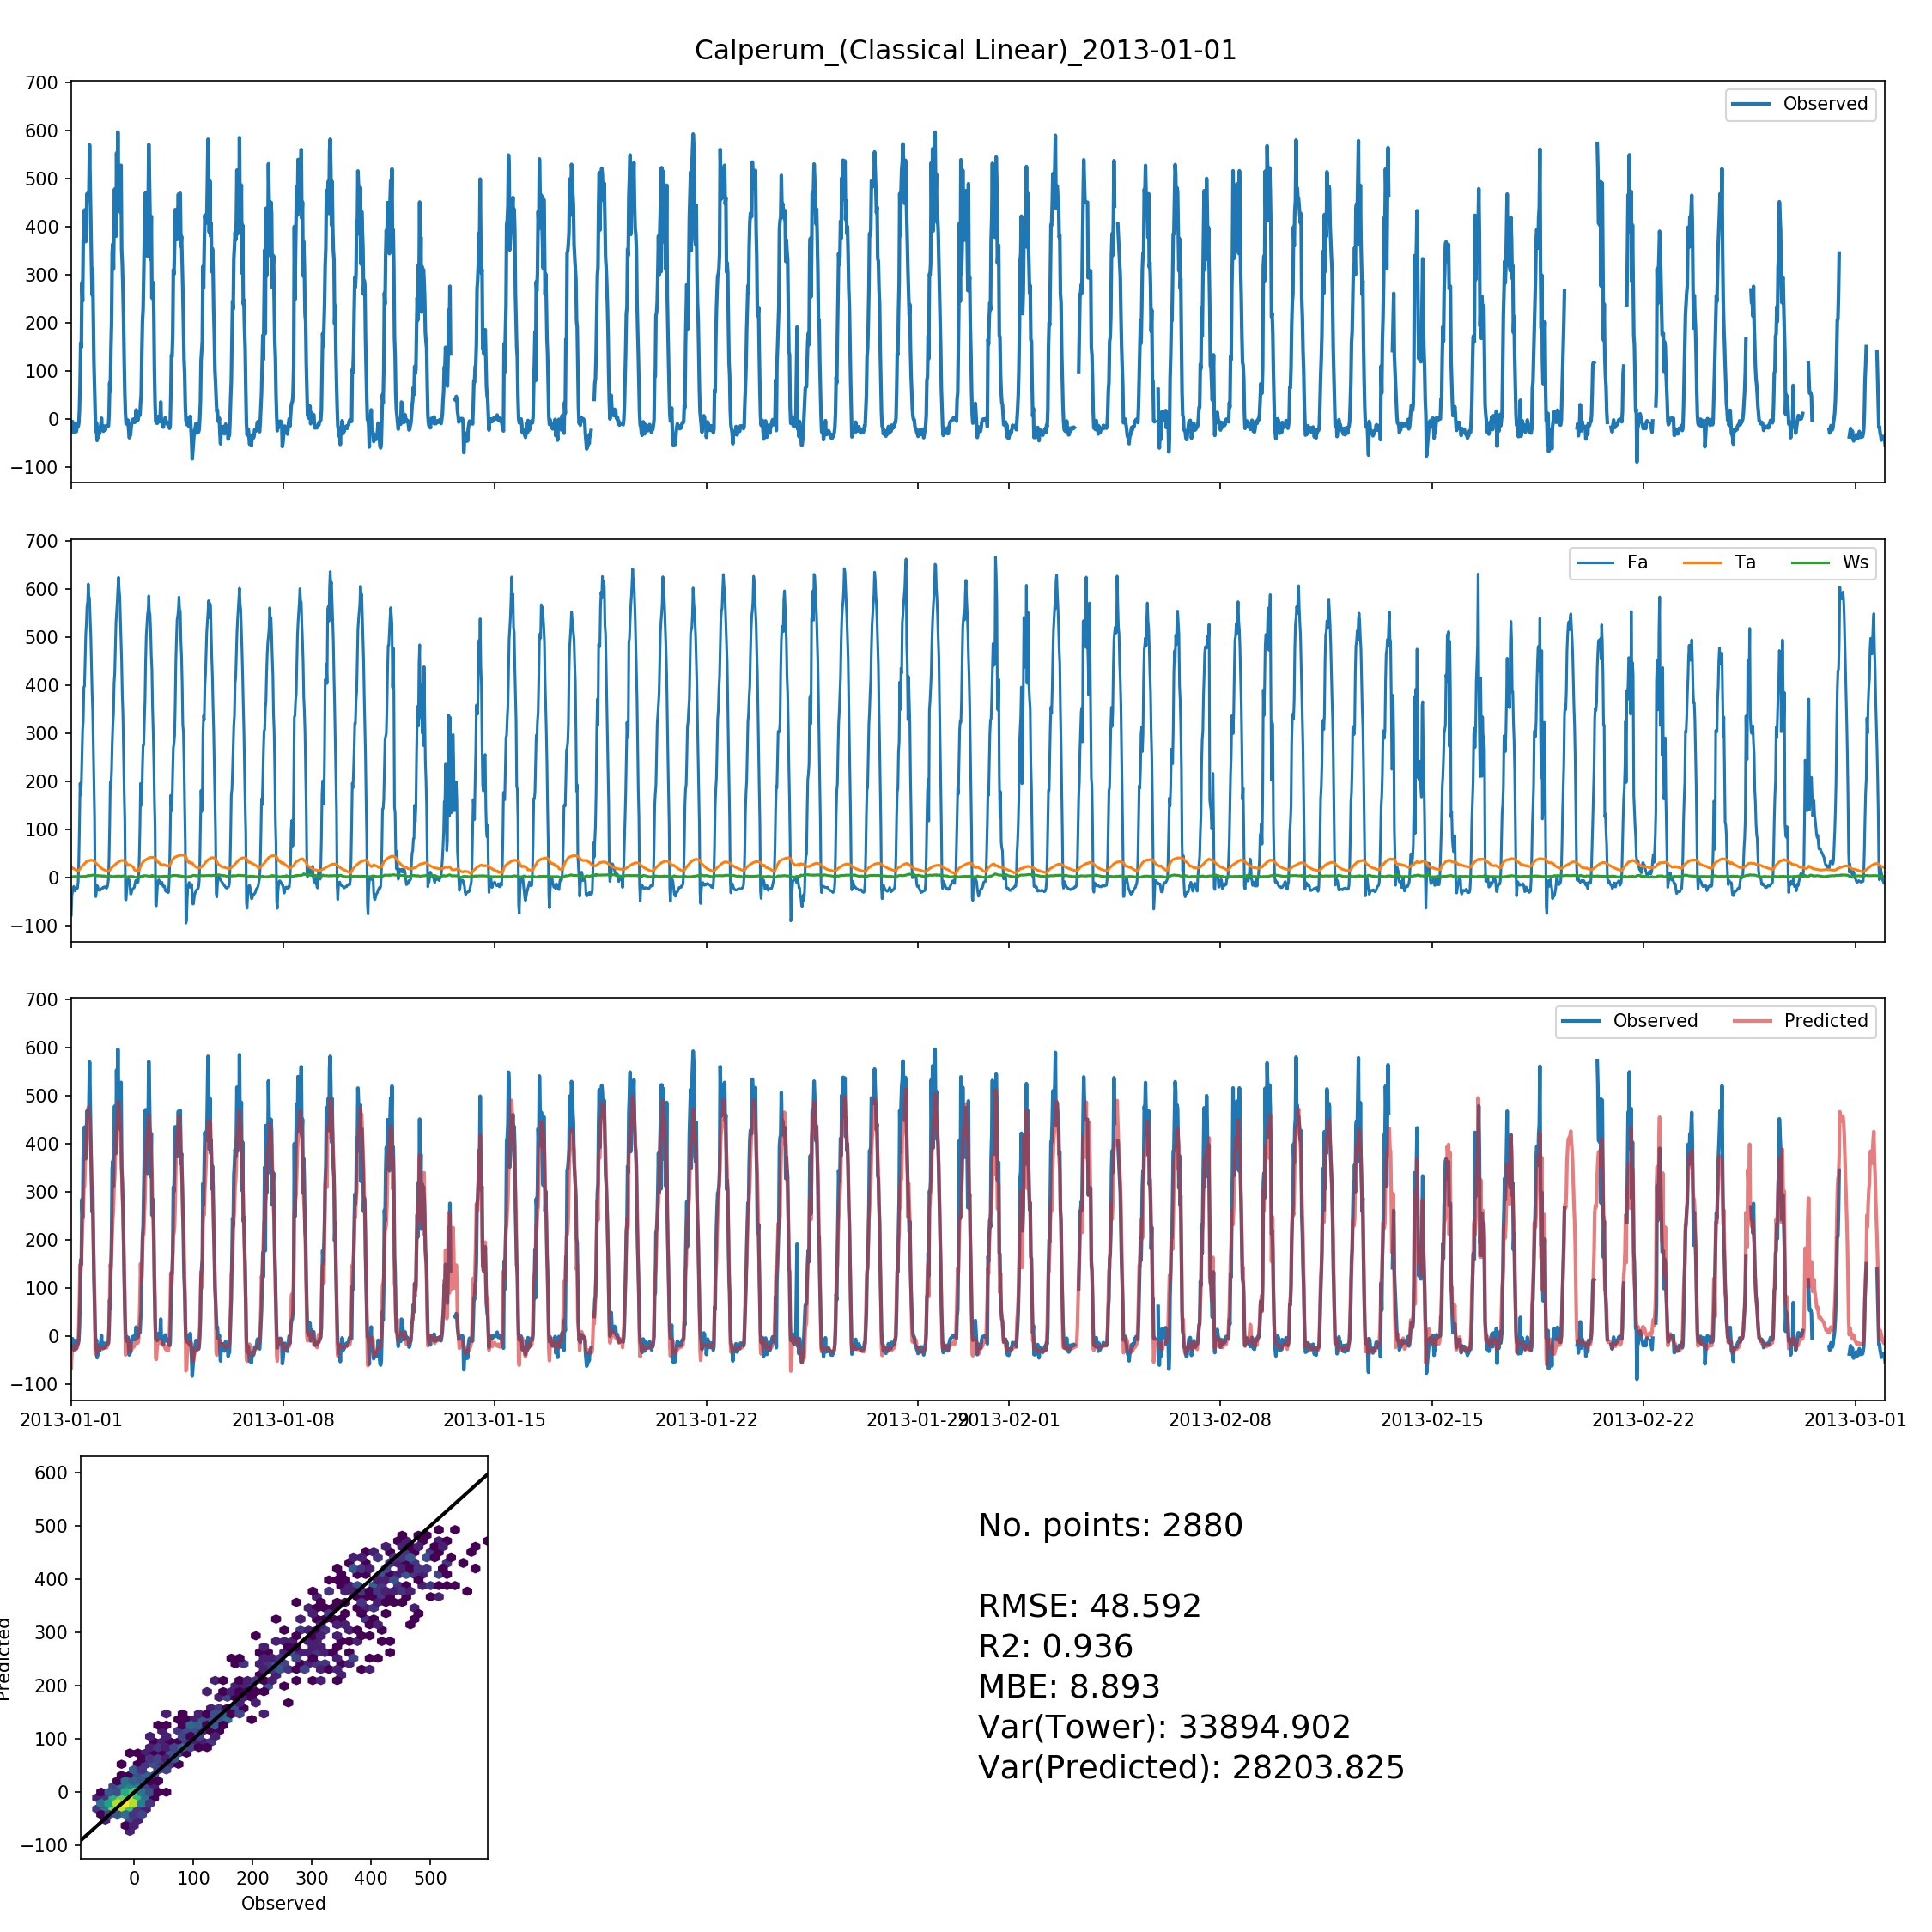 Calperum_(Classical Linear)_2013-01-01
700
600
500
400
300
200
100
0
−100
Observed
700
600
500
400
300
200
100
0
−100
Fa Ta Ws
700
600
500
400
300
200
100
0
−100
Observed Predicted
2013-01-01 2013-01-08 2013-01-15 2013-01-22 2013-01-29 2013-02-01 2013-02-08 2013-02-15 2013-02-22 2013-03-01
600
500
400
300
200
100
0
−100
Predicted
0 100 200 300 400 500
Observed
No. points: 2880
RMSE: 48.592
R2: 0.936
MBE: 8.893
Var(Tower): 33894.902
Var(Predicted): 28203.825